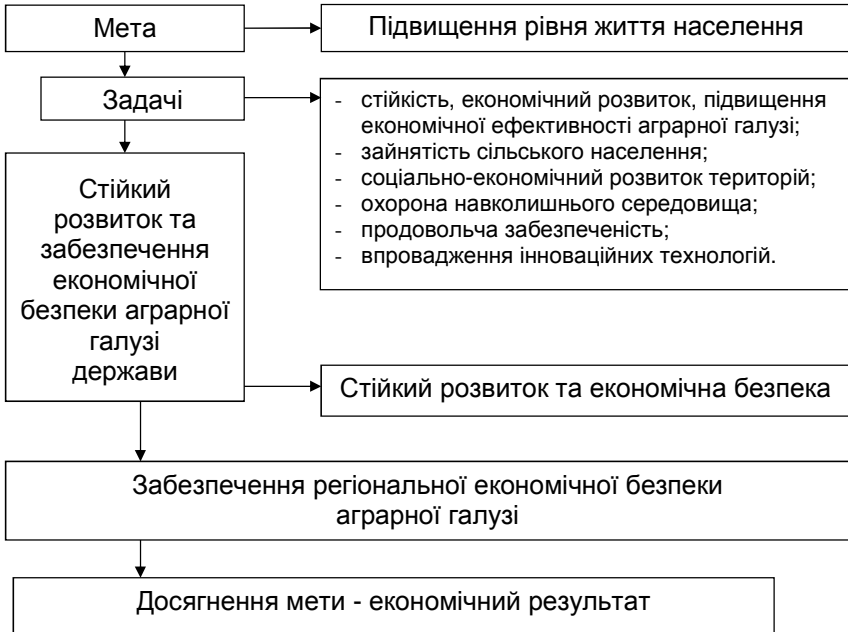 Мета
Підвищення рівня життя населення
Задачі
- стійкість, економічний розвиток, підвищення
економічної ефективності аграрної галузі;
- зайнятість сільського населення;
- соціально-економічний розвиток територій;
- охорона навколишнього середовища;
- продовольча забезпеченість;
- впровадження інноваційних технологій.
Стійкий
розвиток та
забезпечення
економічної
безпеки аграрної
галузі
держави
Стійкий розвиток та економічна безпека
Забезпечення регіональної економічної безпеки
аграрної галузі
Досягнення мети - економічний результат